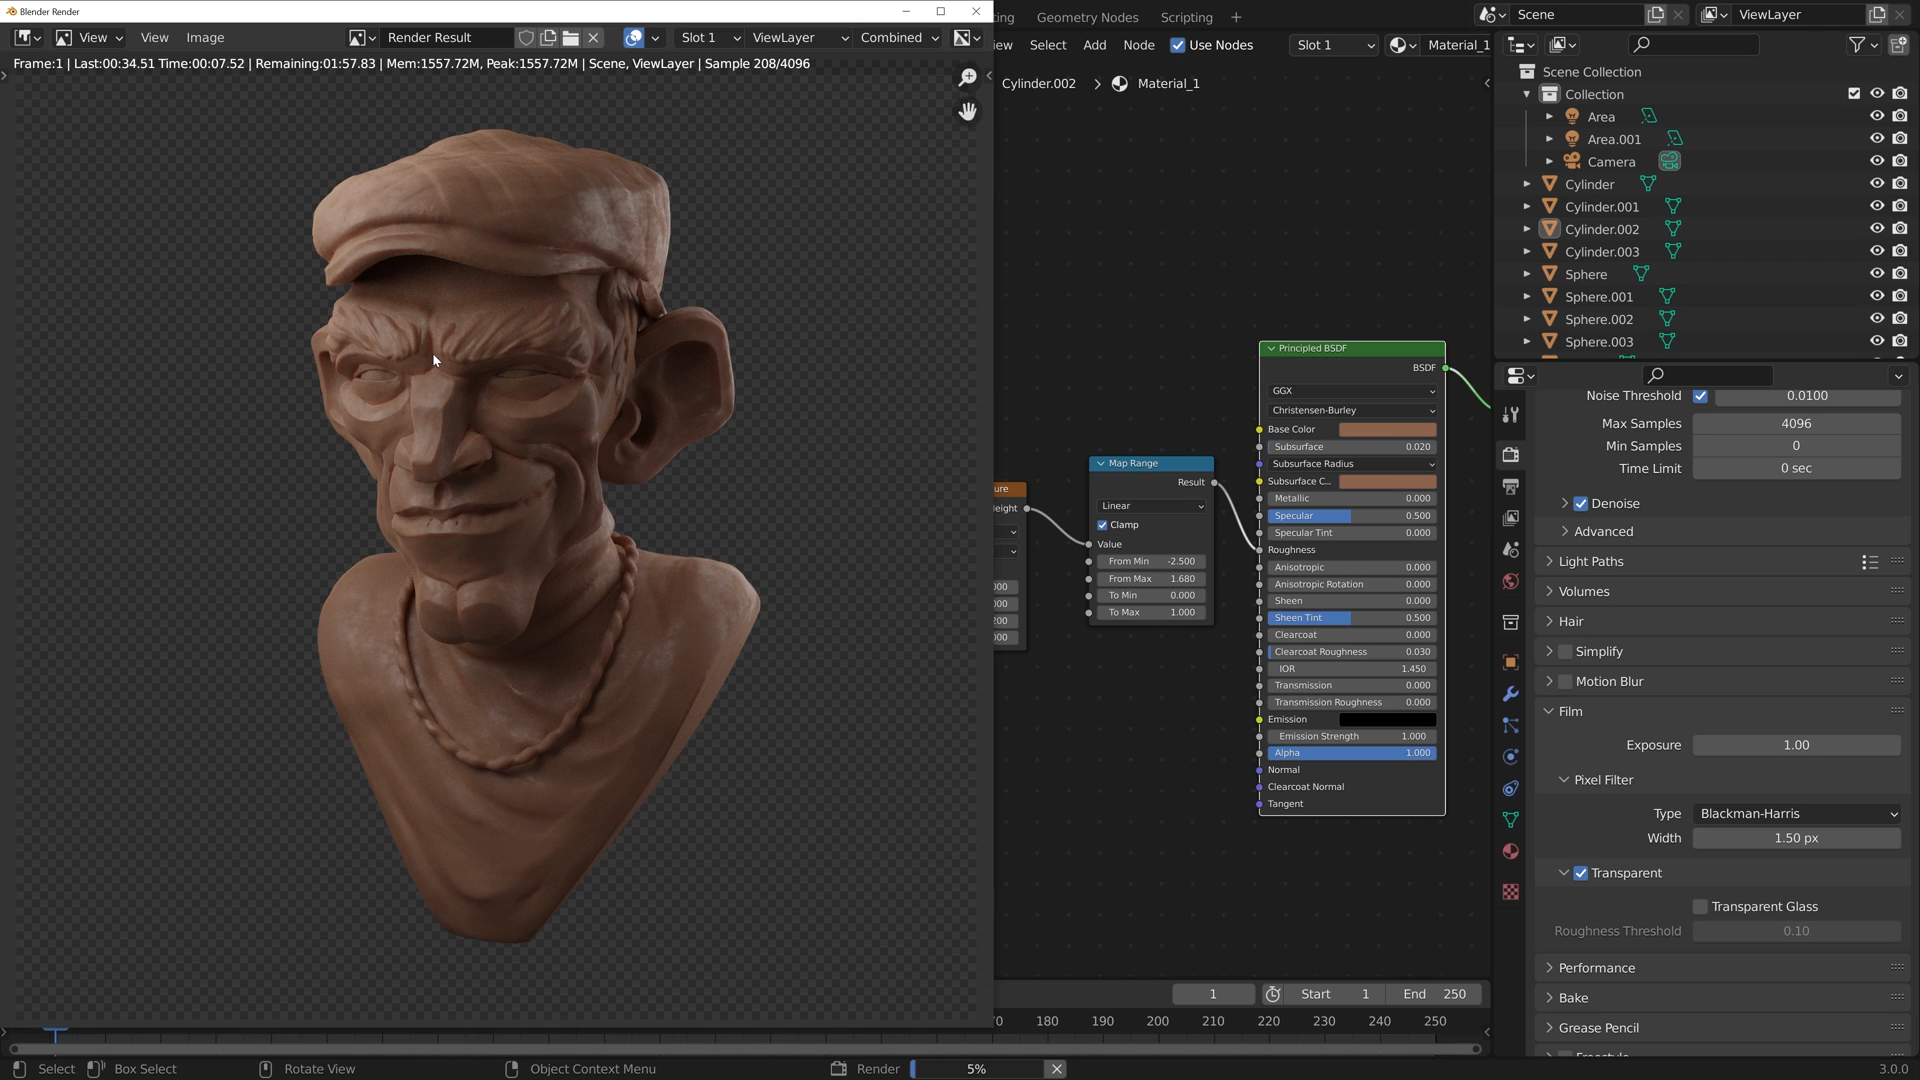 Blender Render
View
View
Image
Render Result
Slot 1
ViewLayer
Combined
Frame:1 | Last:00:34.51 Time:00:07.52 | Remaining:01:57.83 | Mem:1557.72M, Peak:1557.72M | Scene, ViewLayer | Sample 208/4096
Geometry Nodes
Scripting
+
Scene
ViewLayer
Select
Add
Node
Use Nodes
Slot 1
Material_1
Cylinder.002 > Material_1
Scene Collection
Collection
Area
Area.001
Camera
Cylinder
Cylinder.001
Cylinder.002
Cylinder.003
Sphere
Sphere.001
Sphere.002
Sphere.003
Map Range
Result
Linear
Clamp
Value
From Min -2.500
From Max 1.680
To Min 0.000
To Max 1.000
Principled BSDF
BSDF
GGX
Christensen-Burley
Base Color
Subsurface 0.020
Subsurface Radius
Subsurface C...
Metallic 0.000
Specular 0.500
Specular Tint 0.000
Roughness
Anisotropic 0.000
Anisotropic Rotation 0.000
Sheen 0.000
Sheen Tint 0.500
Clearcoat 0.000
Clearcoat Roughness 0.030
IOR 1.450
Transmission 0.000
Transmission Roughness 0.000
Emission
Emission Strength 1.000
Alpha 1.000
Normal
Clearcoat Normal
Tangent
Noise Threshold 0.0100
Max Samples 4096
Min Samples 0
Time Limit 0 sec
Denoise
Advanced
Light Paths
Volumes
Hair
Simplify
Motion Blur
Film
Exposure 1.00
Pixel Filter
Type Blackman-Harris
Width 1.50 px
Transparent
Transparent Glass
Roughness Threshold 0.10
Performance
Bake
Grease Pencil
1
Start 1
End 250
180 190 200 210 220 230 240 250
Select
Box Select
Rotate View
Object Context Menu
Render
5%
3.0.0